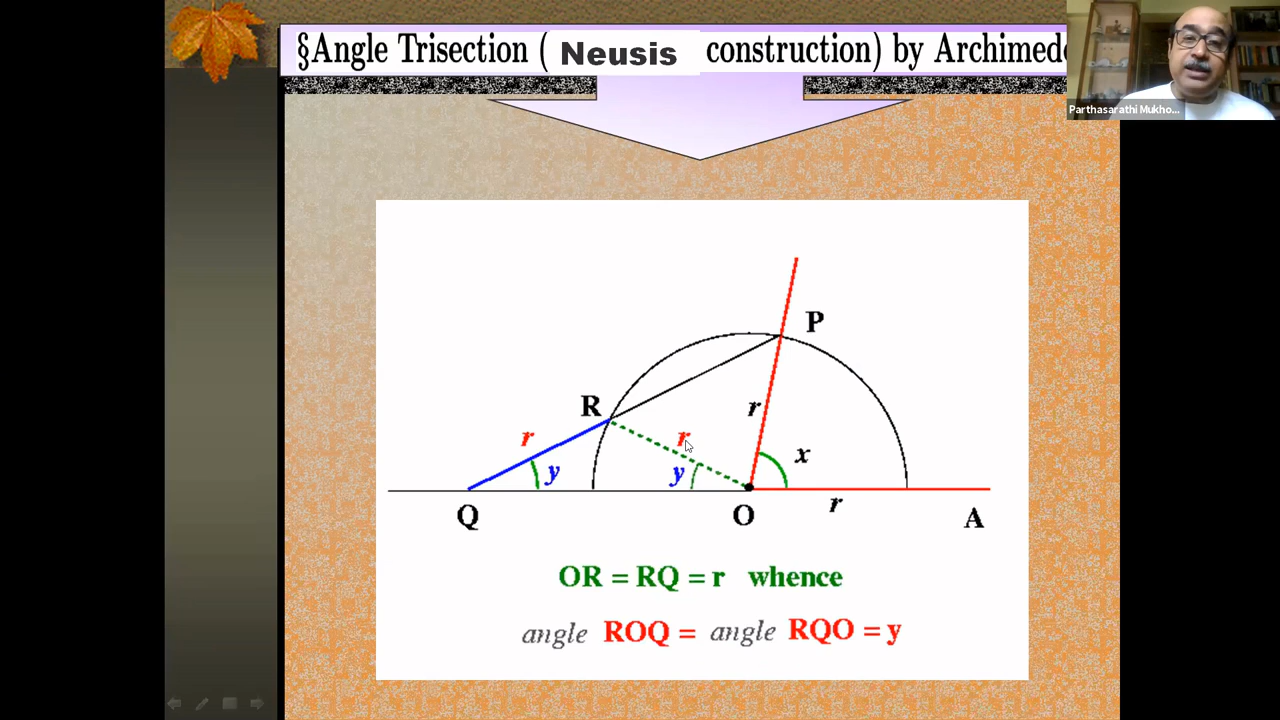 §Angle Trisection ( Neusis construction) by Archimede
Parthasarathi Mukho...
P
R
r
r
r
x
y
y
Q
O
r
A
OR = RQ = r whence
angle ROQ = angle RQO = y